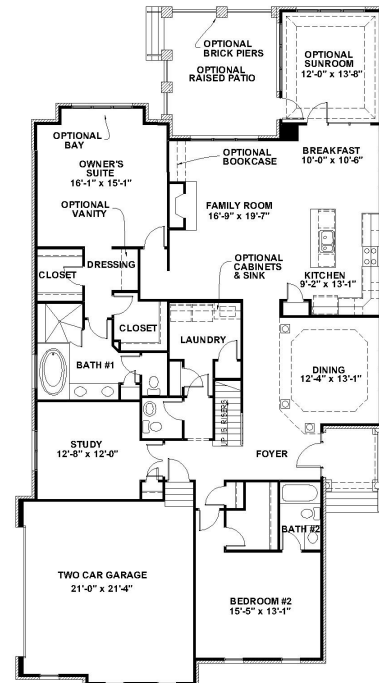 OPTIONAL
BRICK PIERS
OPTIONAL
RAISED PATIO
OPTIONAL
SUNROOM
12'-0" x 13'-8"
OPTIONAL
BAY
OPTIONAL
BOOKCASE
BREAKFAST
10'-0" x 10'-6"
OWNER'S
SUITE
16'-1" x 15'-1"
OPTIONAL
VANITY
FAMILY ROOM
16'-9" x 19'-7"
CLOSET
DRESSING
OPTIONAL
CABINETS
& SINK
KITCHEN
9'-2" x 13'-1"
CLOSET
LAUNDRY
BATH #1
DINING
12'-4" x 13'-1"
UP 16 RISERS
STUDY
12'-8" x 12'-0"
FOYER
BATH #2
TWO CAR GARAGE
21'-0" x 21'-4"
BEDROOM #2
15'-5" x 13'-1"